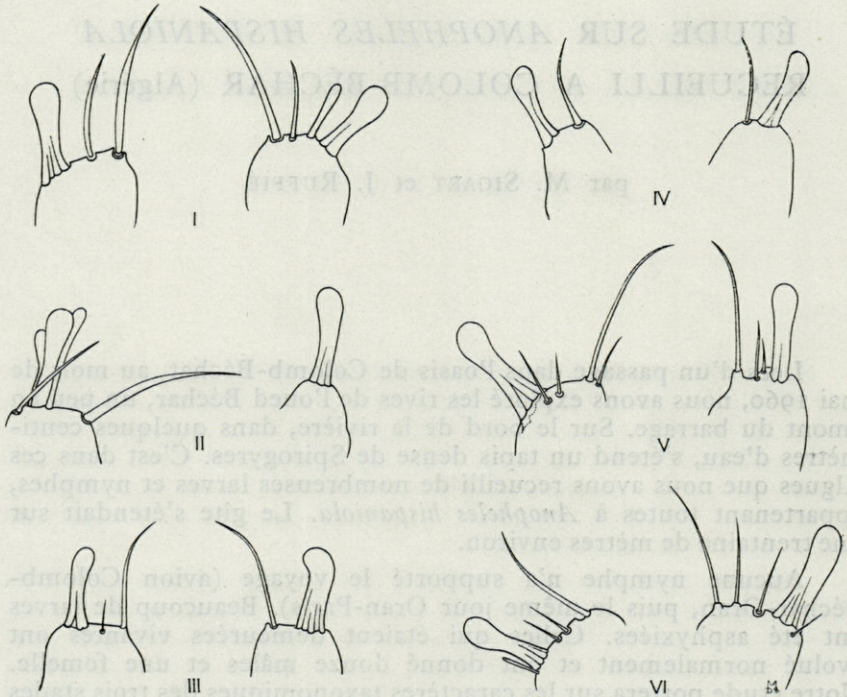 ÉTUDE SUR ANOPHELES HISPANIOLA
RECUEILLI A COLOMB-BÉCHAR (Algérie)
par M. SICART et J. RUFFIÉ
I
IV
Lors d'un passage dans l'oasis de Colomb-Béchar, au mois de
mai 1960, nous avons exploré les rives de l'oued Béchar, un peu en
amont du barrage. Sur le bord de la rivière, dans quelques centi-
mètres d'eau, s'étend un tapis dense de Spirogyres. C'est dans ces
algues que nous avons recueilli de nombreuses larves et nymphes,
appartenant toutes à Anopheles hispaniola. Le gîte s'étendait sur
une trentaine de mètres environ.
II
V
Aucune nymphe n'a supporté le voyage (avion Colomb-
Béchar-Oran, puis le même jour Oran-Paris). Beaucoup de larves
ont été asphyxiées. Celles qui étaient demeurées vivantes ont
évolué normalement et ont donné douze mâles et une femelle.
Notre étude portera sur les caractères taxonomiques des trois stades
III
VI